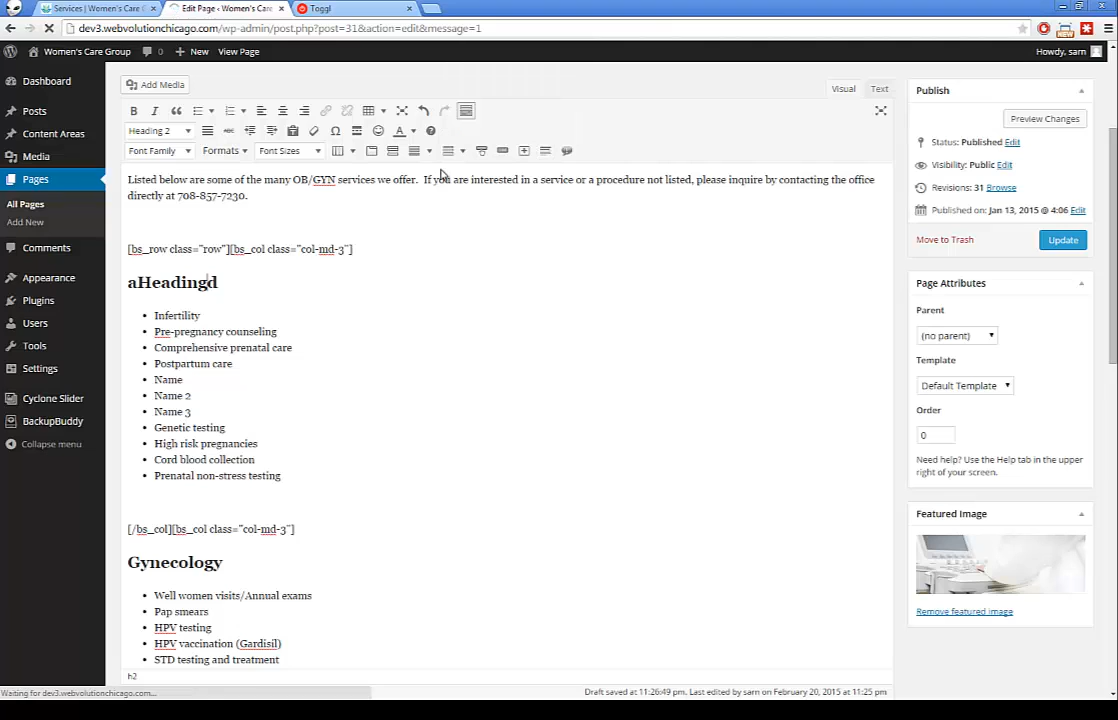 Services | Women's Care G
Edit Page ‹ Women's Care
Toggl
dev3.webvolutionchicago.com/wp-admin/post.php?post=31&action=edit&message=1
NEW
Women's Care Group
0
New
View Page
Howdy, sarn
Dashboard
Posts
Content Areas
Media
Pages
All Pages
Add New
Comments
Appearance
Plugins
Users
Tools
Settings
Cyclone Slider
BackupBuddy
Collapse menu
Add Media
Visual
Text
B I
Heading 2
ABC
Ω
A
Font Family
Formats
Font Sizes
Listed below are some of the many OB/GYN services we offer. If you are interested in a service or a procedure not listed, please inquire by contacting the office
directly at 708-857-7230.
[bs_row class="row"][bs_col class="col-md-3"]
aHeadingd
Infertility
Pre-pregnancy counseling
Comprehensive prenatal care
Postpartum care
Name
Name 2
Name 3
Genetic testing
High risk pregnancies
Cord blood collection
Prenatal non-stress testing
[/bs_col][bs_col class="col-md-3"]
Gynecology
Well women visits/Annual exams
Pap smears
HPV testing
HPV vaccination (Gardisil)
STD testing and treatment
h2
Draft saved at 11:26:49 pm. Last edited by sarn on February 20, 2015 at 11:25 pm
Waiting for dev3.webvolutionchicago.com...
Publish
Preview Changes
Status: Published Edit
Visibility: Public Edit
Revisions: 31 Browse
Published on: Jan 13, 2015 @ 4:06 Edit
Move to Trash
Update
Page Attributes
Parent
(no parent)
Template
Default Template
Order
0
Need help? Use the Help tab in the upper
right of your screen.
Featured Image
Remove featured image